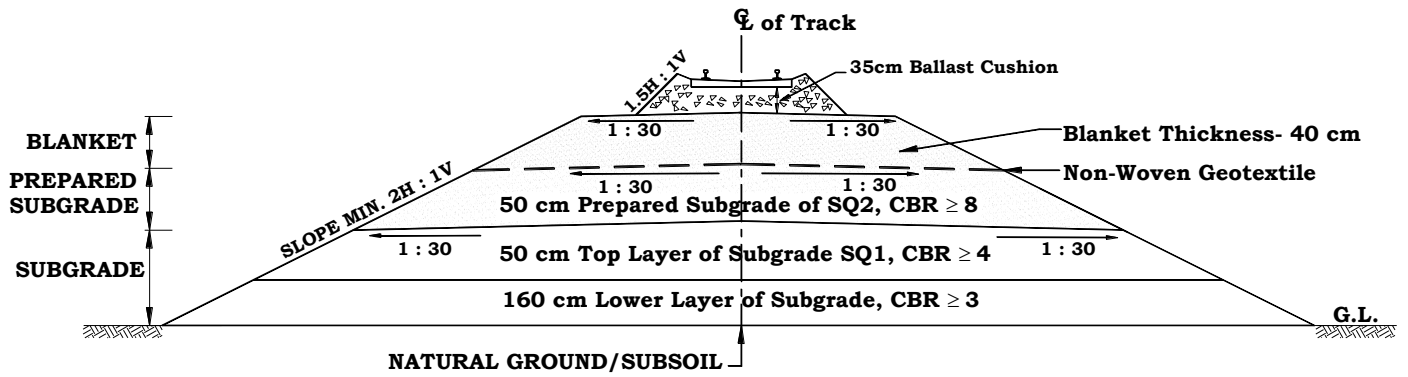 ℄ of Track
35cm Ballast Cushion
1.5H : 1V
1 : 30
1 : 30
BLANKET
Blanket Thickness- 40 cm
Non-Woven Geotextile
PREPARED
SUBGRADE
1 : 30
1 : 30
SLOPE MIN. 2H : 1V
50 cm Prepared Subgrade of SQ2, CBR ≥ 8
1 : 30
1 : 30
SUBGRADE
50 cm Top Layer of Subgrade SQ1, CBR ≥ 4
160 cm Lower Layer of Subgrade, CBR ≥ 3
G.L.
NATURAL GROUND/SUBSOIL